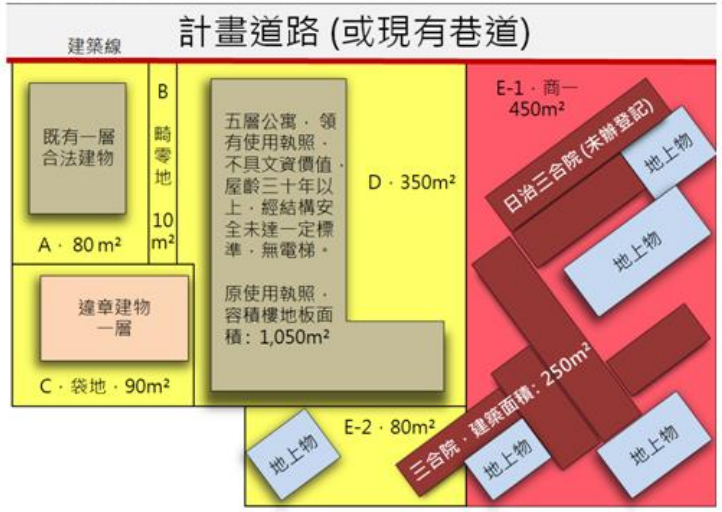 計畫道路 (或現有巷道)
建築線
既有一層
合法建物
A．80 m²
B
畸
零
地
10
m²
五層公寓．領
有使用執照．
不具文資價值．
屋齡三十年以
上．經結構安
全未達一定標
準．無電梯。
原使用執照．
容積樓地板面
積：1,050m²
D．350m²
E-1．商一
450m²
日治三合院(未辦登記)
地上物
地上物
違章建物
一層
C．袋地．90m²
E-2．80m²
地上物
三合院．建築面積：250m²
地上物
地上物